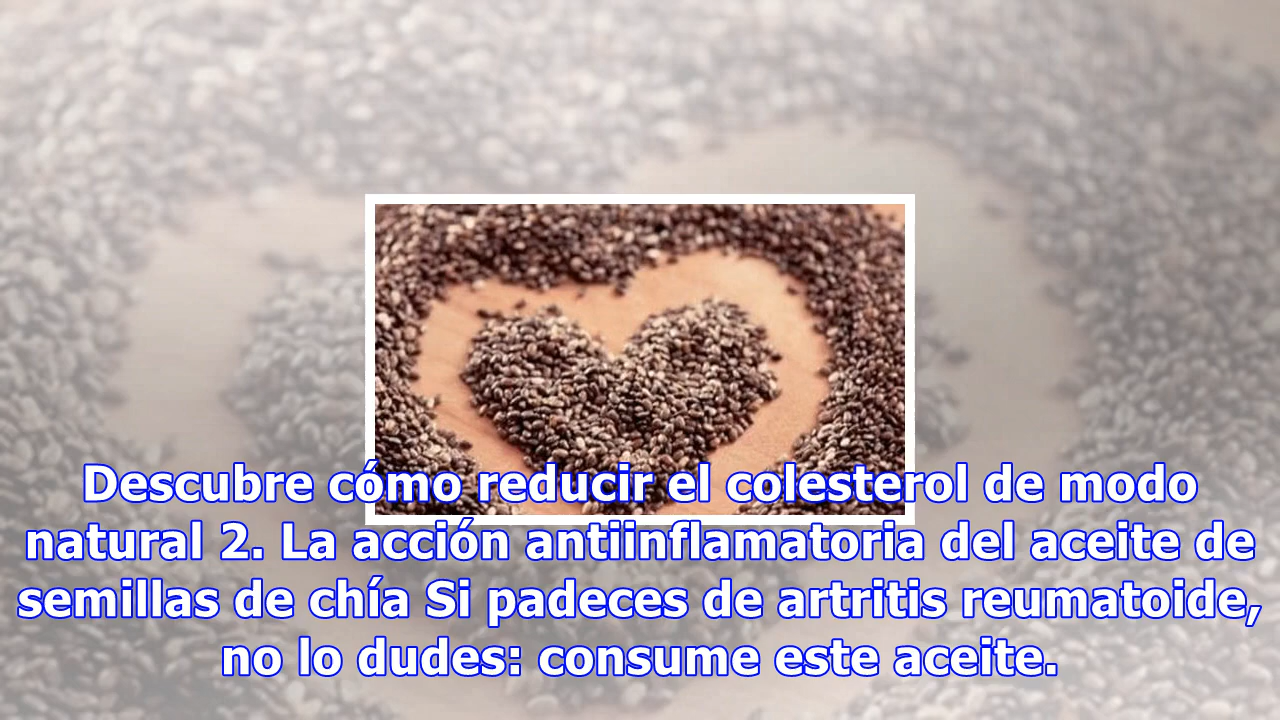 Descubre cómo reducir el colesterol de modo
natural 2. La acción antiinflamatoria del aceite de
semillas de chía Si padeces de artritis reumatoide,
no lo dudes: consume este aceite.